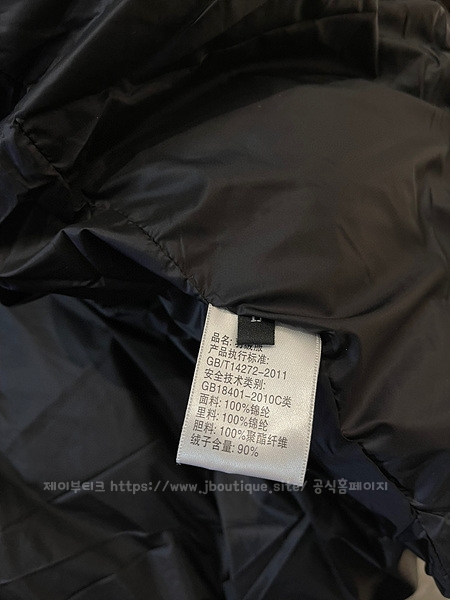 品名: 羽绒服
产品执行标准:
GB/T14272-2011
安全技术类别:
GB18401-2010C类
面料: 100%锦纶
里料: 100%锦纶
胆料: 100%聚酯纤维
绒子含量: 90%
제이부티크 https://www.jboutique.site/ 공식홈페이지